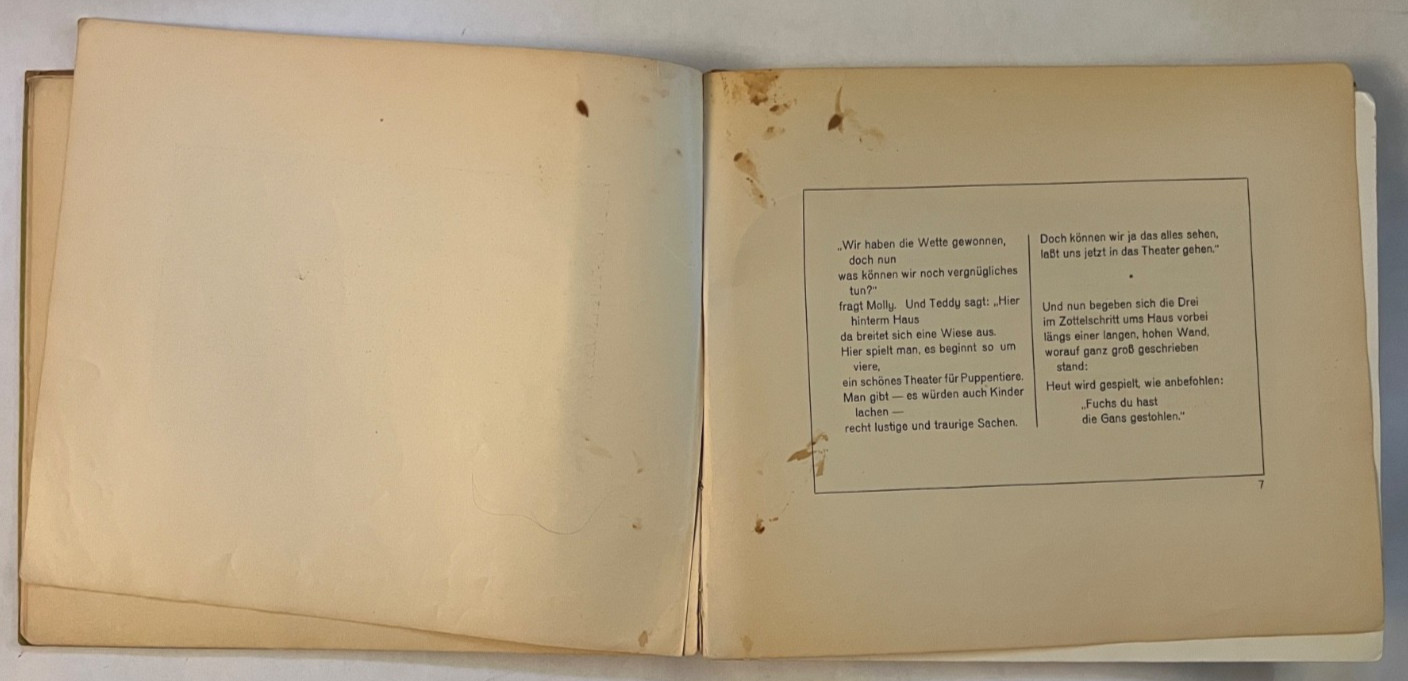 „Wir haben die Wette gewonnen,
doch nun
was können wir noch vergnügliches
tun?“
fragt Molly. Und Teddy sagt: „Hier
hinterm Haus
da breitet sich eine Wiese aus.
Hier spielt man, es beginnt so um
viere,
ein schönes Theater für Puppentiere.
Man gibt — es würden auch Kinder
lachen —
recht lustige und traurige Sachen.
Doch können wir ja das alles sehen,
laßt uns jetzt in das Theater gehen.“
*
Und nun begeben sich die Drei
im Zottelschritt ums Haus vorbei
längs einer langen, hohen Wand,
worauf ganz groß geschrieben
stand:
Heut wird gespielt, wie anbefohlen:
„Fuchs du hast
die Gans gestohlen.“
7